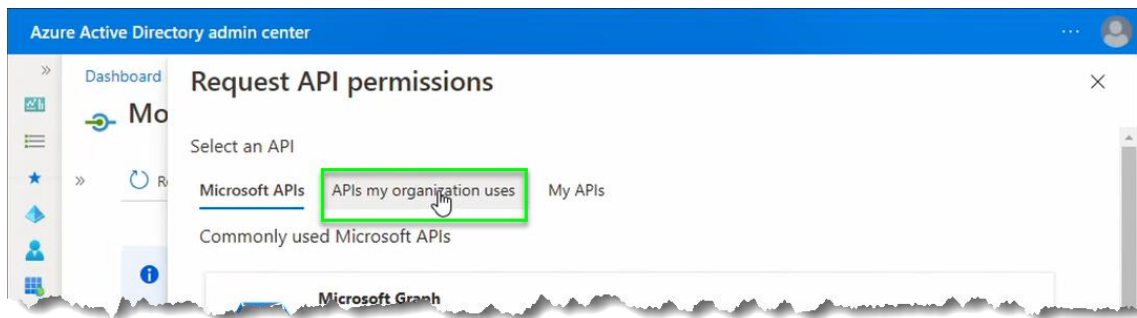 Azure Active Directory admin center
Dashboard
Request API permissions
Mo
Select an API
R
Microsoft APIs APIs my organization uses My APIs
Commonly used Microsoft APIs
Microsoft Graph